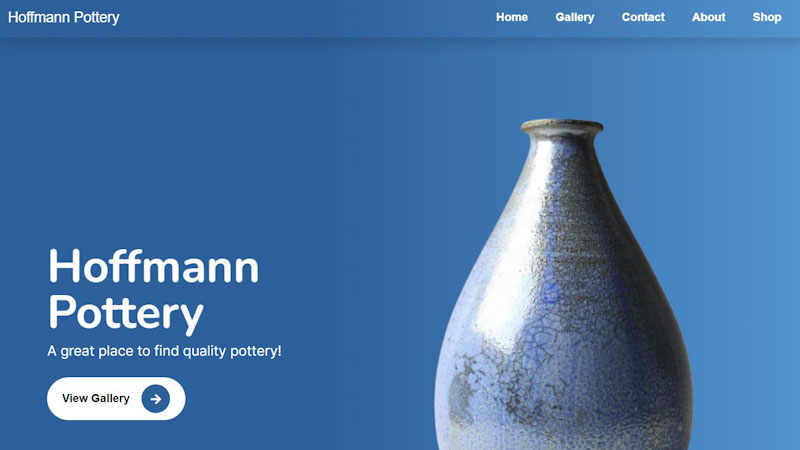 Hoffmann Pottery
Home Gallery Contact About Shop
Hoffmann
Pottery
A great place to find quality pottery!
View Gallery